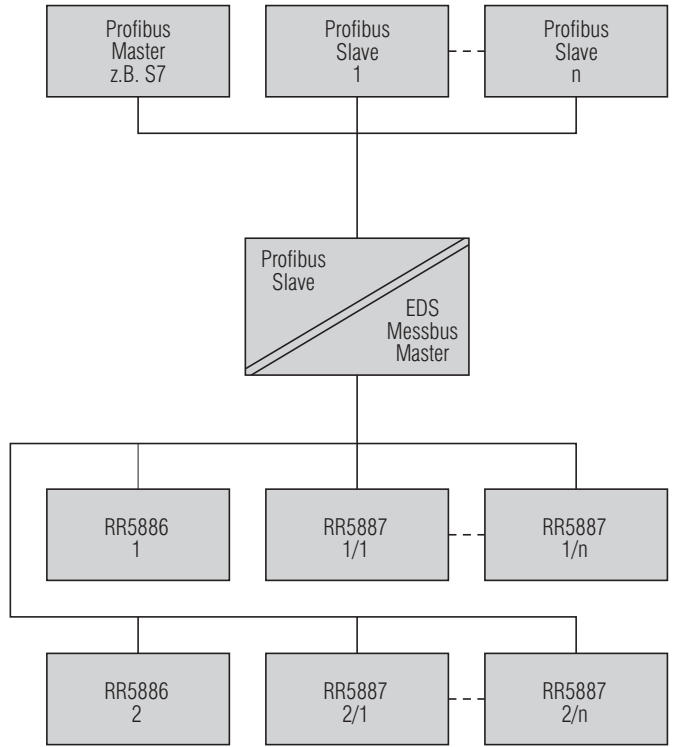 Profibus
Master
z.B. S7
Profibus
Slave
1
Profibus
Slave
n
Profibus
Slave
EDS
Messbus
Master
RR5886
1
RR5887
1/1
RR5887
1/n
RR5886
2
RR5887
2/1
RR5887
2/n